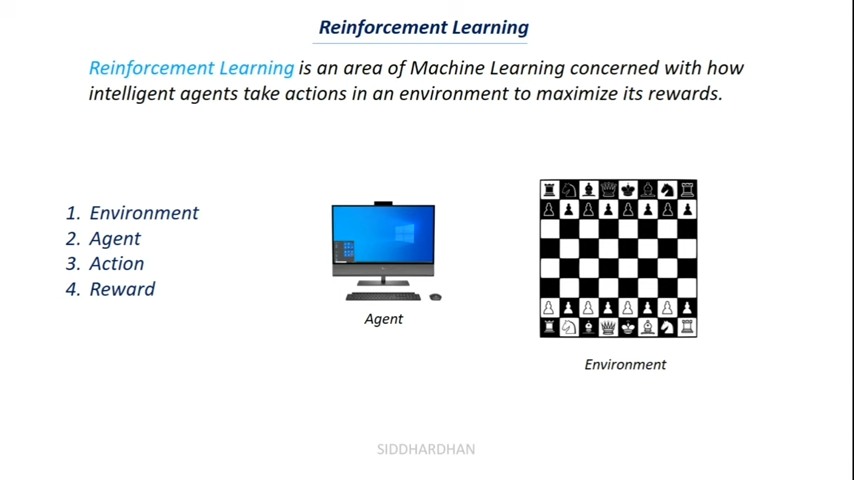 Reinforcement Learning
Reinforcement Learning is an area of Machine Learning concerned with how
intelligent agents take actions in an environment to maximize its rewards.
1. Environment
2. Agent
3. Action
4. Reward
Agent
Environment
SIDDHARDHAN